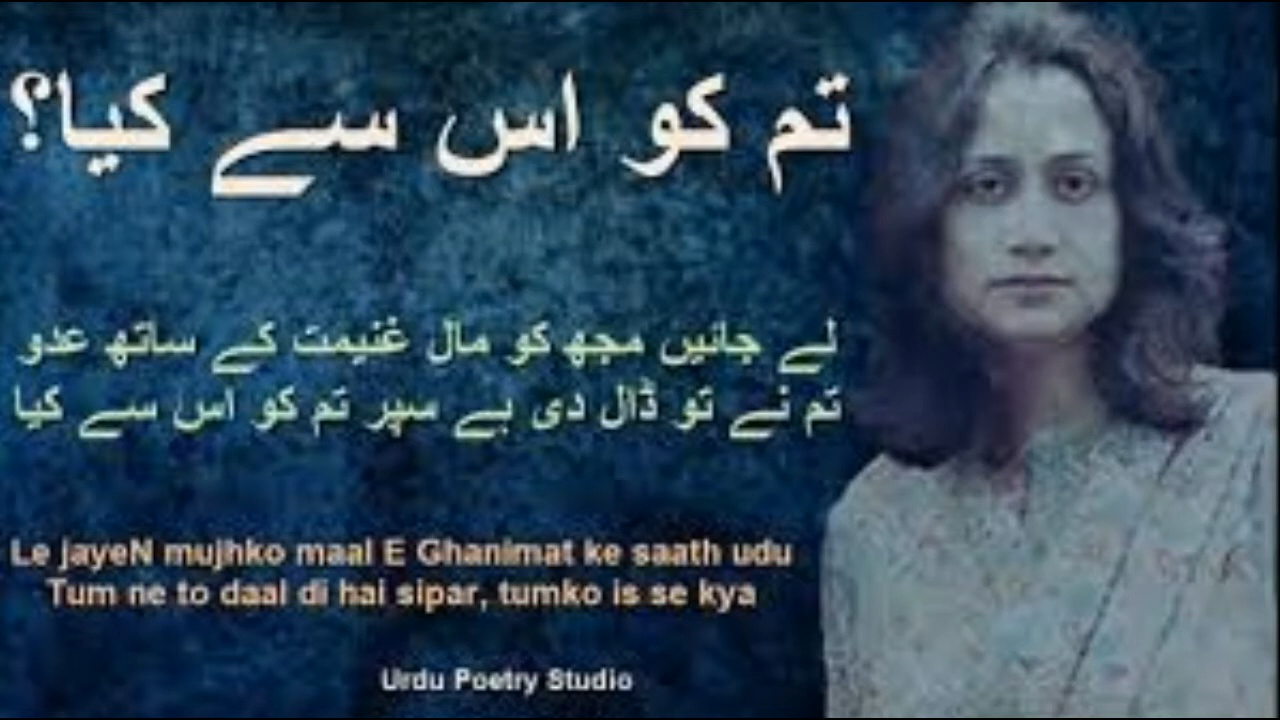 تم کو اس سے کیا؟
لے جائیں مجھ کو مال غنیمت کے ساتھ عدو
تم نے تو ڈال دی ہے سپر تم کو اس سے کیا
Le jayeN mujhko maal E Ghanimat ke saath udu
Tum ne to daal di hai sipar, tumko is se kya
Urdu Poetry Studio